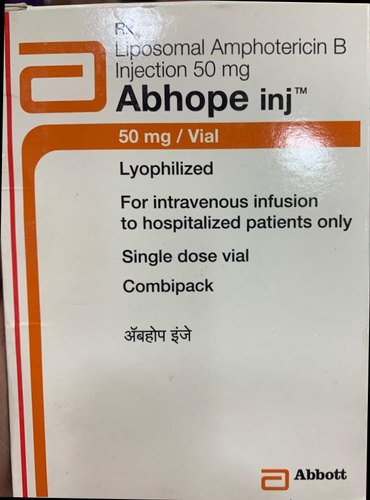 Rx
Liposomal Amphotericin B
Injection 50 mg
Abhope inj™
50 mg / Vial
Lyophilized
For intravenous infusion
to hospitalized patients only
Single dose vial
Combipack
ॲबहोप इंजे
Abbott